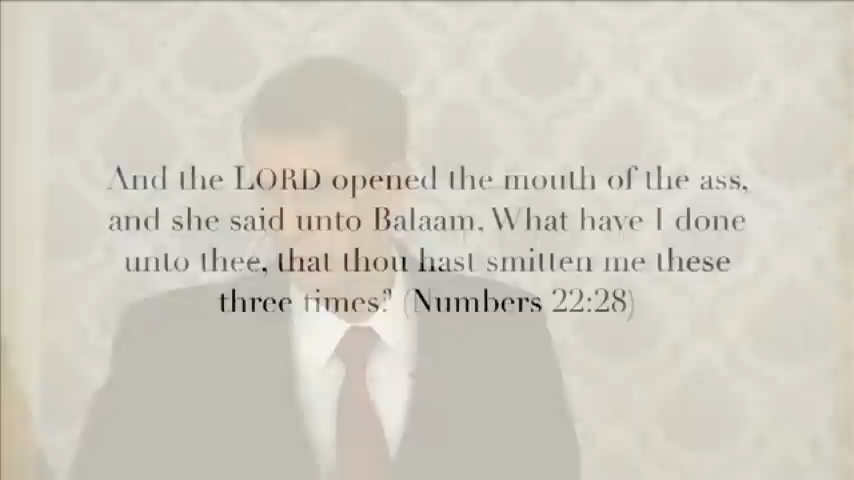 And the LORD opened the mouth of the ass,
and she said unto Balaam, What have I done
unto thee, that thou hast smitten me these
three times? (Numbers 22:28)